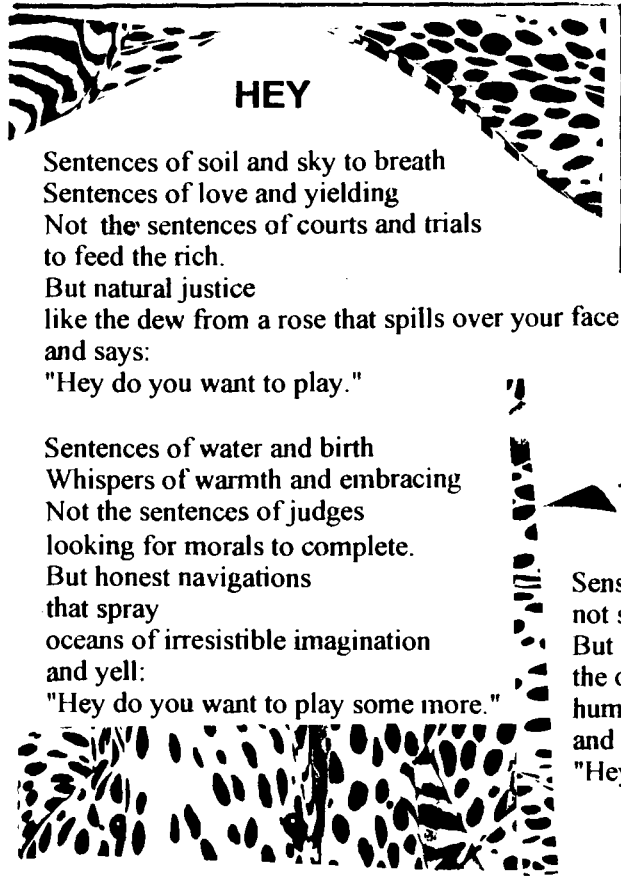 HEY
Sentences of soil and sky to breath
Sentences of love and yielding
Not the sentences of courts and trials
to feed the rich.
But natural justice
like the dew from a rose that spills over your face
and says:
"Hey do you want to play."
Sentences of water and birth
Whispers of warmth and embracing
Not the sentences of judges
looking for morals to complete.
But honest navigations
that spray
oceans of irresistible imagination
and yell:
"Hey do you want to play some more."
not
But
the
and